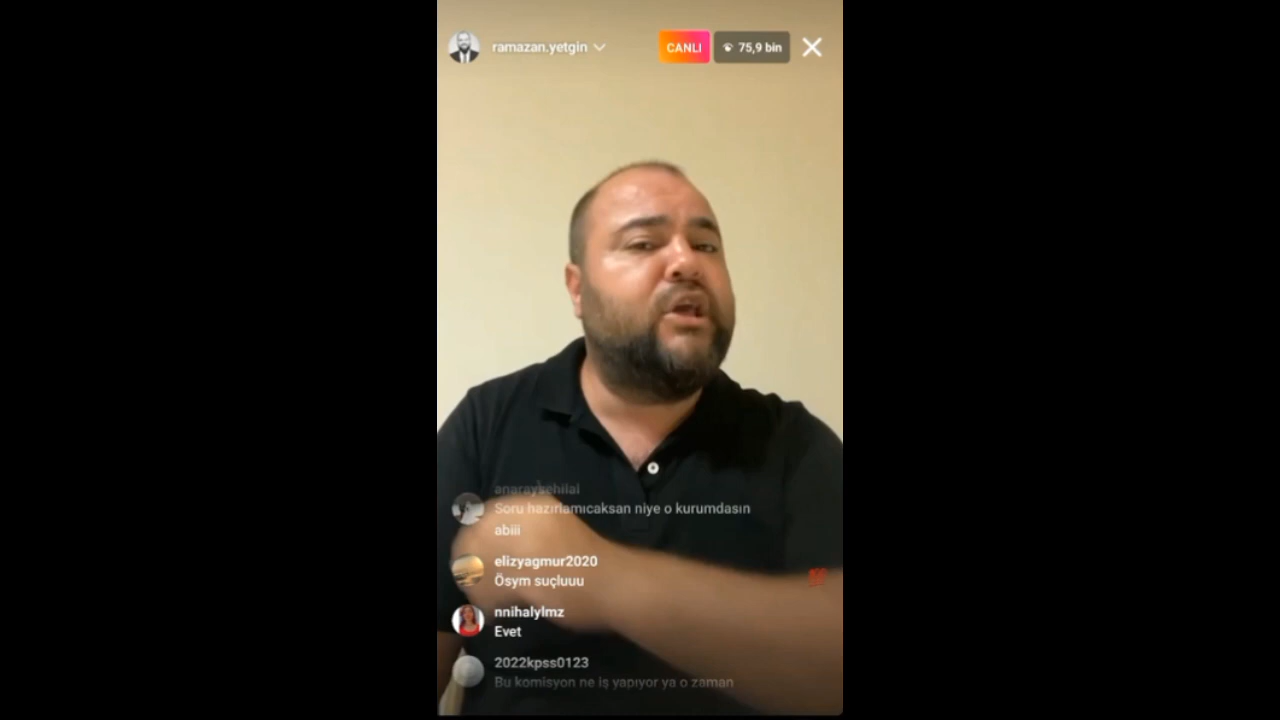 ramazan.yetgin
CANLI
75,9 bin
anarayşehilal
Soru hazırlamıcaksan niye o kurumdasın
abiii
elizyagmur2020
Ösym suçluuu
nnihalylmz
Evet
2022kpss0123
Bu komisyon ne iş yapıyor ya o zaman